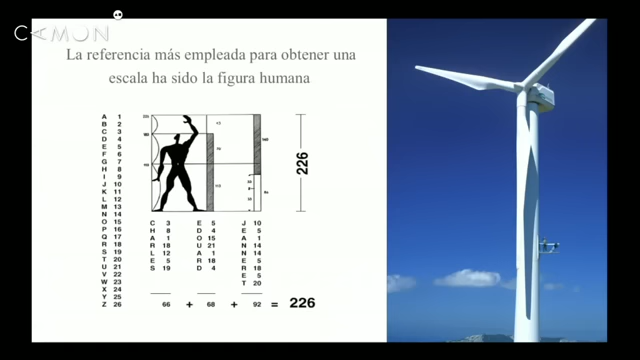 CAMON
La referencia más empleada para obtener una
escala ha sido la figura humana
A 1
B 2
C 3
D 4
E 5
F 6
G 7
H 8
I 9
J 10
K 11
L 12
M 13
N 14
O 15
P 16
Q 17
R 18
S 19
T 20
U 21
V 22
W 23
X 24
Y 25
Z 26
226
C 3
H 8
A 1
R 18
L 12
E 5
S 19
E 5
D 4
O 15
U 21
A 1
R 18
D 4
J 10
E 5
A 1
N 14
N 14
E 5
R 18
E 5
T 20
66 + 68 + 92 = 226